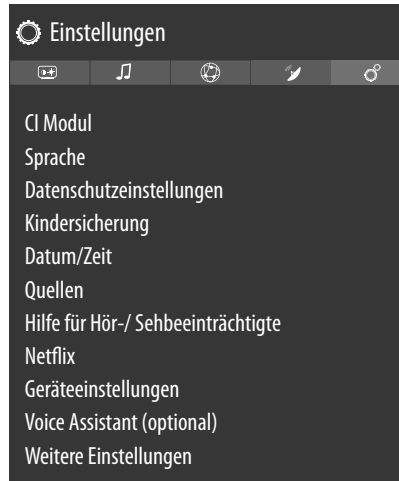 Einstellungen
CI Modul
Sprache
Datenschutzeinstellungen
Kindersicherung
Datum/Zeit
Quellen
Hilfe für Hör-/ Sehbeeinträchtigte
Netflix
Geräteeinstellungen
Voice Assistant (optional)
Weitere Einstellungen